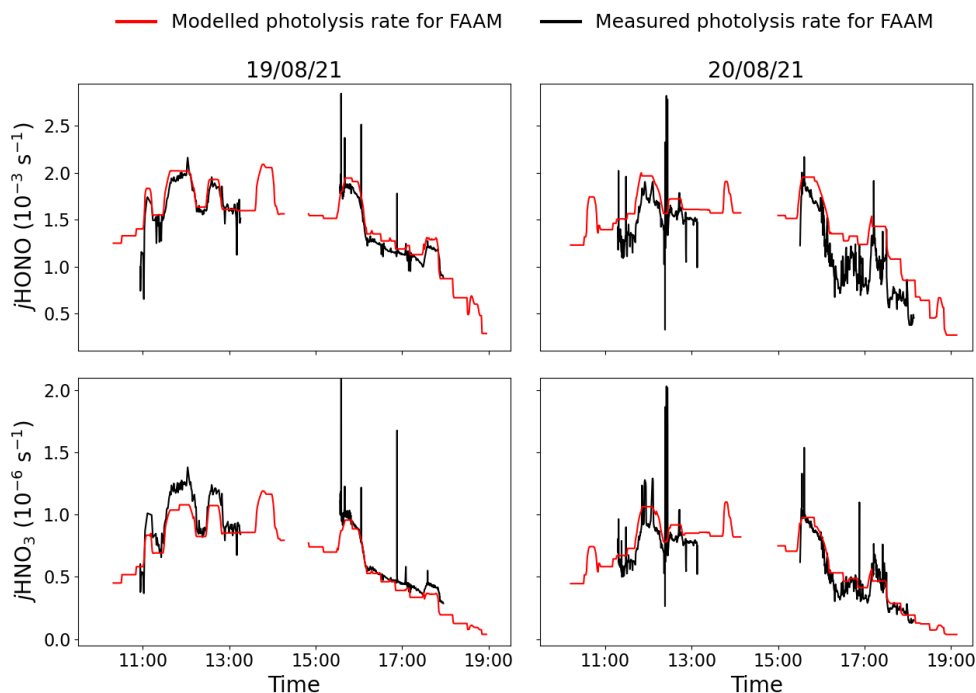 Modelled photolysis rate for FAAM
Measured photolysis rate for FAAM
19/08/21
20/08/21
jHONO (10⁻³ s⁻¹)
2.5
2.0
1.5
1.0
0.5
jHNO₃ (10⁻⁶ s⁻¹)
2.0
1.5
1.0
0.5
0.0
11:00 13:00 15:00 17:00 19:00
11:00 13:00 15:00 17:00 19:00
Time
Time